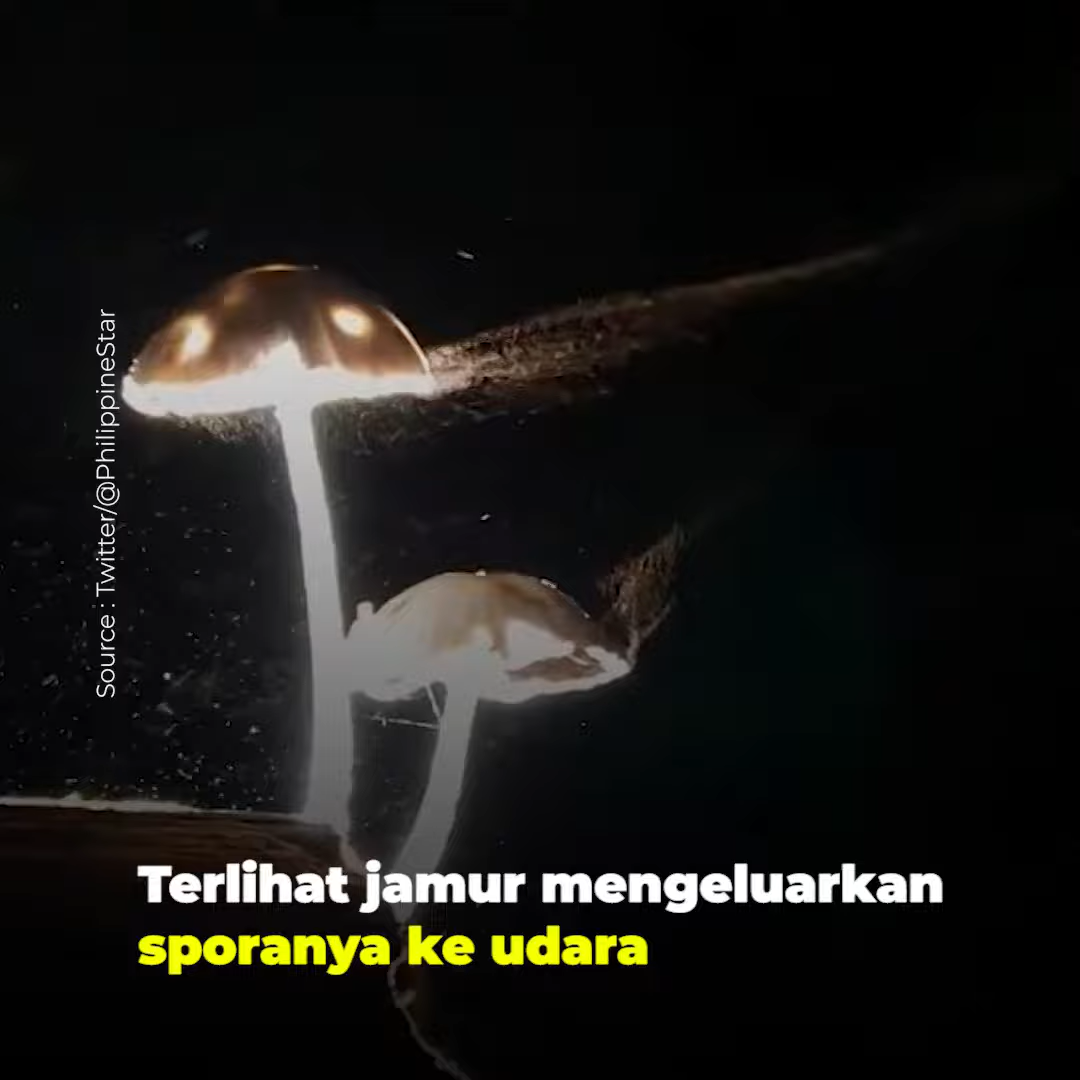 Source : Twitter/@PhilippineStar
Terlihat jamur mengeluarkan
sporanya ke udara